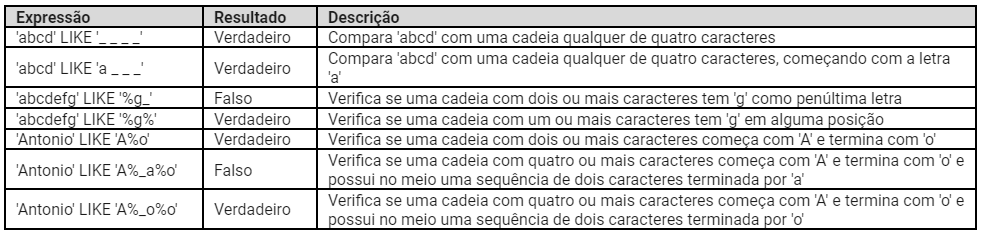 Expressão Resultado Descrição
'abcd' LIKE '_ _ _ _' Verdadeiro Compara 'abcd' com uma cadeia qualquer de quatro caracteres
'abcd' LIKE 'a _ _ _' Verdadeiro Compara 'abcd' com uma cadeia qualquer de quatro caracteres, começando com a letra
'a'
'abcdefg' LIKE '%g_' Falso Verifica se uma cadeia com dois ou mais caracteres tem 'g' como penúltima letra
'abcdefg' LIKE '%g%' Verdadeiro Verifica se uma cadeia com um ou mais caracteres tem 'g' em alguma posição
'Antonio' LIKE 'A%o' Verdadeiro Verifica se uma cadeia com dois ou mais caracteres começa com 'A' e termina com 'o'
'Antonio' LIKE 'A%_a%o' Falso Verifica se uma cadeia com quatro ou mais caracteres começa com 'A' e termina com 'o' e
possui no meio uma sequência de dois caracteres terminada por 'a'
'Antonio' LIKE 'A%_o%o' Verdadeiro Verifica se uma cadeia com quatro ou mais caracteres começa com 'A' e termina com 'o' e
possui no meio uma sequência de dois caracteres terminada por 'o'